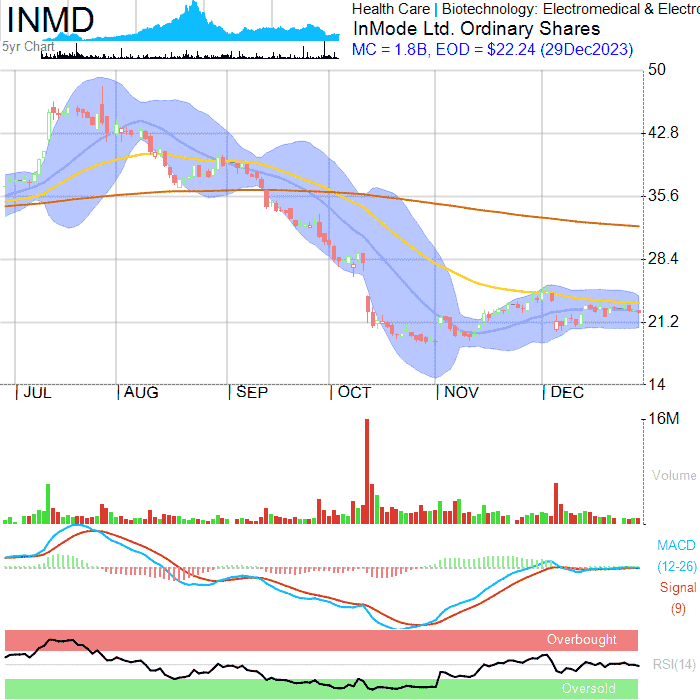 INMD
5yr Chart
Health Care | Biotechnology: Electromedical & Electro
InMode Ltd. Ordinary Shares
MC = 1.8B, EOD = $22.24 (29Dec2023)
50
42.8
35.6
28.4
21.2
14
| JUL | AUG | SEP | OCT | NOV | DEC
16M
Volume
MACD
(12-26)
Signal
(9)
Overbought
RSI(14)
Oversold